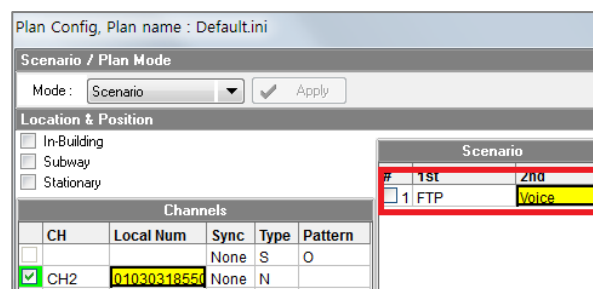 Plan Config, Plan name : Default.ini
Scenario / Plan Mode
Mode : Scenario Apply
Location & Position
In-Building
Subway
Stationary
Scenario
# 1st 2nd
1 FTP Voice
Channels
CH Local Num Sync Type Pattern
None S O
CH2 01030318550 None N